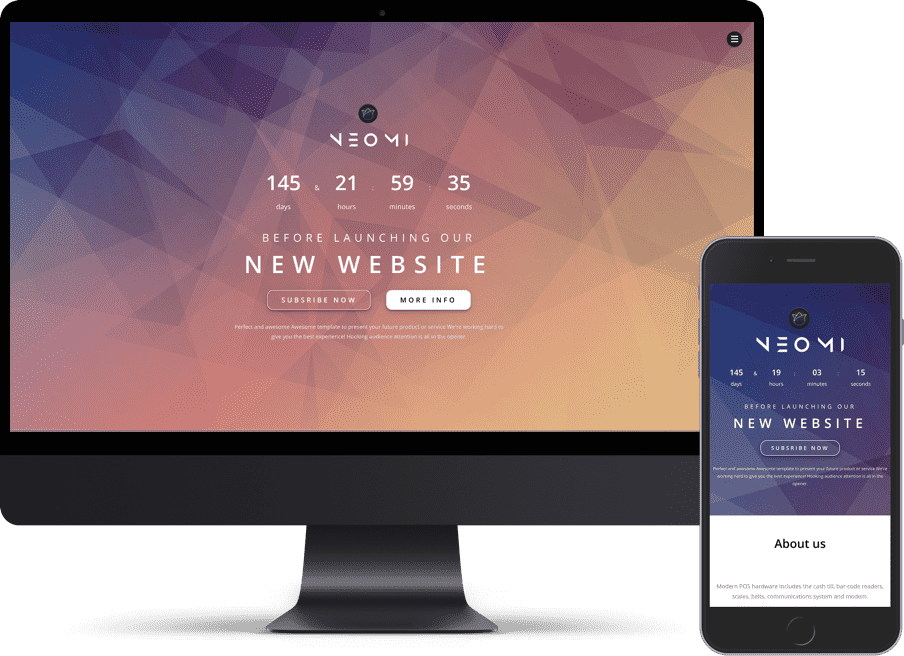 NEOMI
145 & 21 : 59 : 35
days hours minutes seconds
BEFORE LAUNCHING OUR
NEW WEBSITE
SUBSRIBE NOW MORE INFO
Perfect and awesome Awesome template to present your future product or service We're working hard to
give you the best experience! Hooking audience attention is all in the opener.
NEOMI
145 & 19 : 03 : 15
days hours minutes seconds
BEFORE LAUNCHING OUR
NEW WEBSITE
SUBSRIBE NOW
Perfect and awesome Awesome template to present your future product or service We're
working hard to give you the best experience! Hooking audience attention is all in the
opener.
About us
Modern POS hardware includes the cash till, bar-code readers,
scales, belts, communications system and modern.